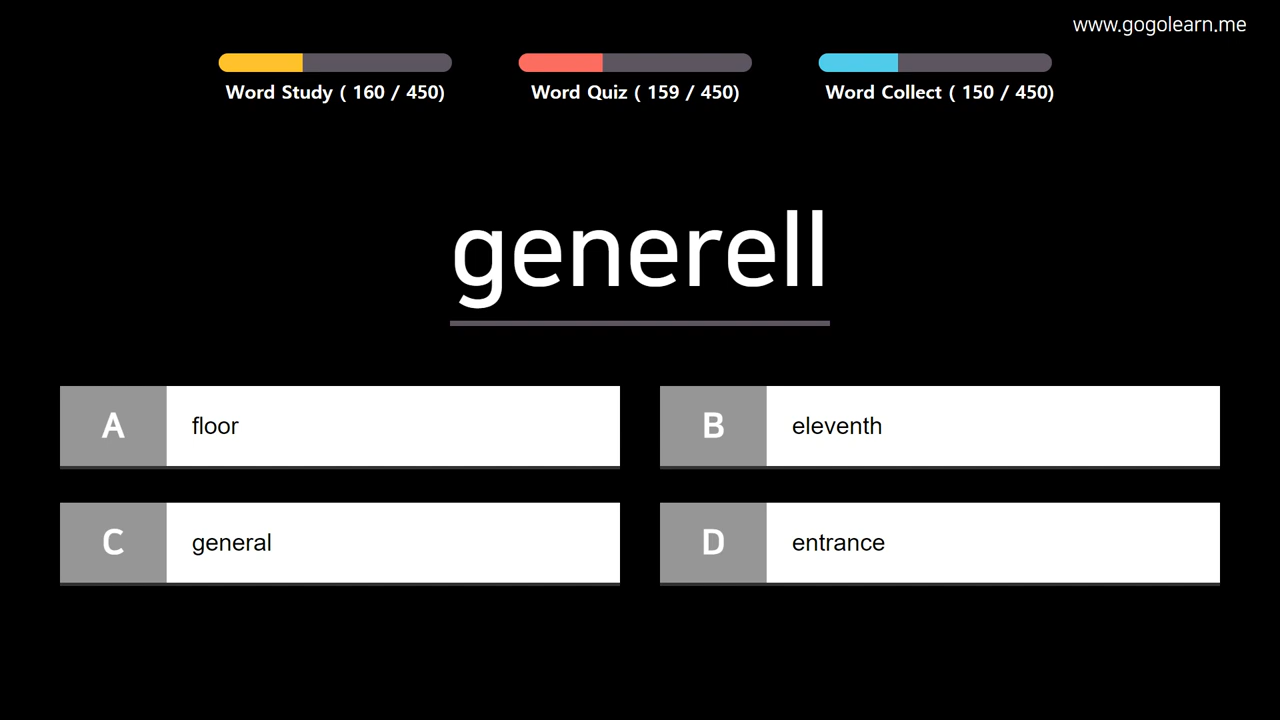 www.gogolearn.me
Word Study ( 160 / 450)
Word Quiz ( 159 / 450)
Word Collect ( 150 / 450)
generell
A floor
B eleventh
C general
D entrance